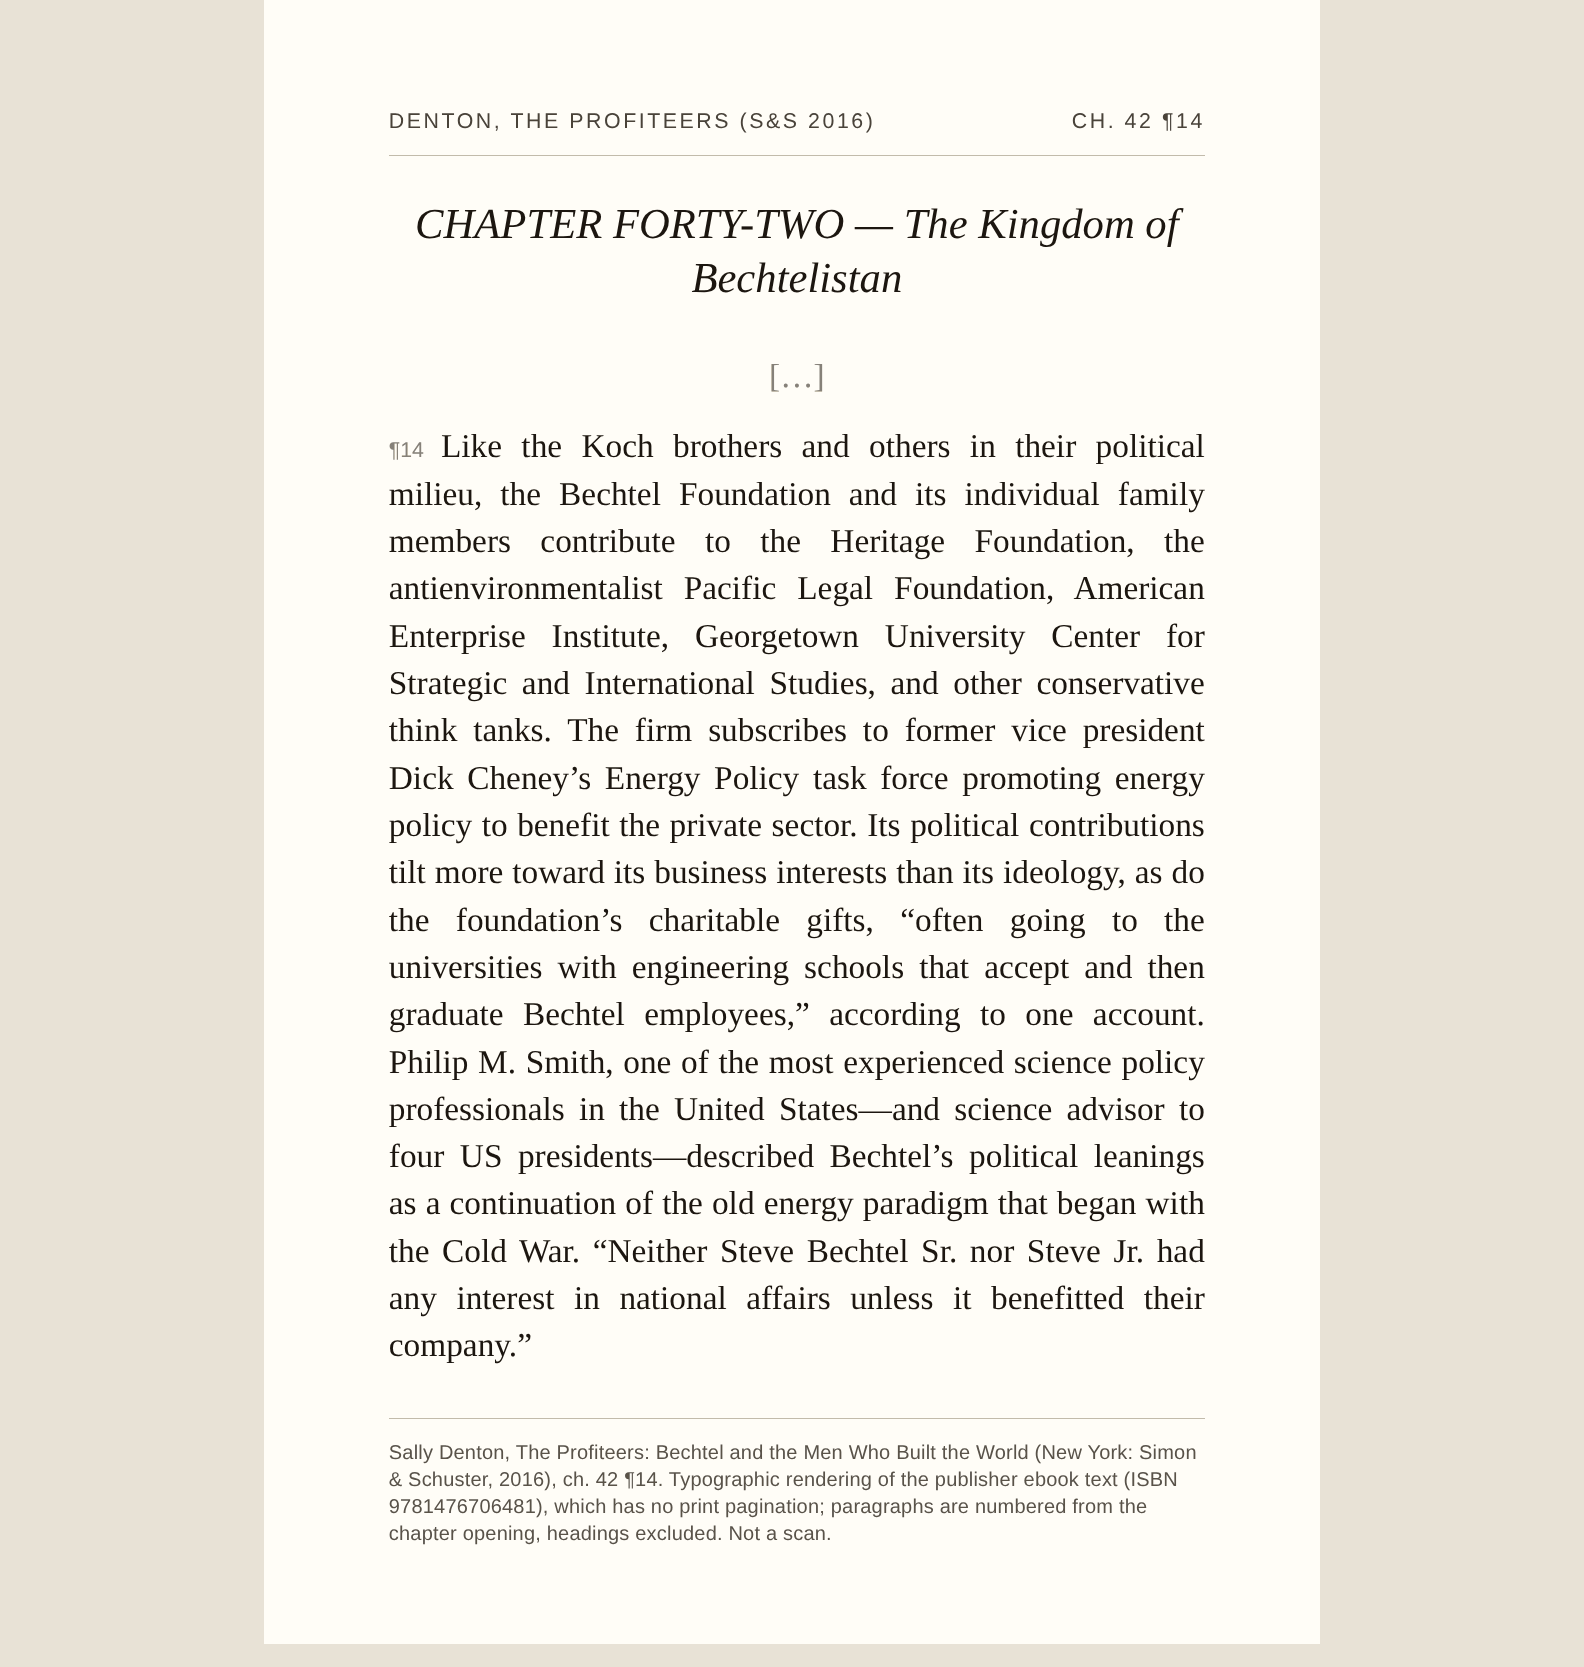 DENTON, THE PROFITEERS (S&S 2016) CH. 42 ¶14
CHAPTER FORTY-TWO — The Kingdom of
Bechtelistan
[…]
¶14 Like the Koch brothers and others in their political
milieu, the Bechtel Foundation and its individual family
members contribute to the Heritage Foundation, the
antienvironmentalist Pacific Legal Foundation, American
Enterprise Institute, Georgetown University Center for
Strategic and International Studies, and other conservative
think tanks. The firm subscribes to former vice president
Dick Cheney’s Energy Policy task force promoting energy
policy to benefit the private sector. Its political contributions
tilt more toward its business interests than its ideology, as do
the foundation’s charitable gifts, “often going to the
universities with engineering schools that accept and then
graduate Bechtel employees,” according to one account.
Philip M. Smith, one of the most experienced science policy
professionals in the United States—and science advisor to
four US presidents—described Bechtel’s political leanings
as a continuation of the old energy paradigm that began with
the Cold War. “Neither Steve Bechtel Sr. nor Steve Jr. had
any interest in national affairs unless it benefitted their
company.”
Sally Denton, The Profiteers: Bechtel and the Men Who Built the World (New York: Simon
& Schuster, 2016), ch. 42 ¶14. Typographic rendering of the publisher ebook text (ISBN
9781476706481), which has no print pagination; paragraphs are numbered from the
chapter opening, headings excluded. Not a scan.